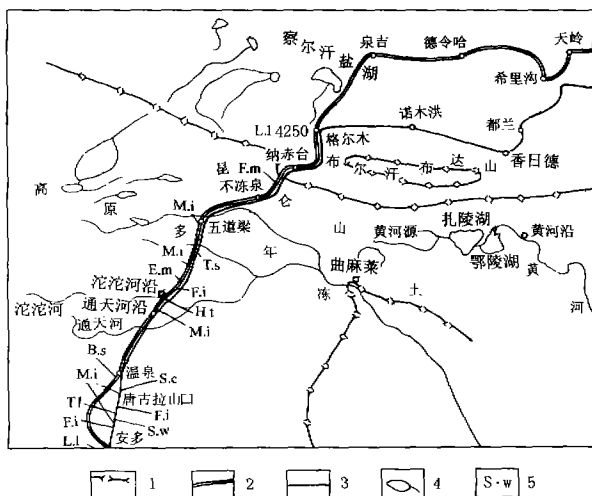 天岭
泉吉
德令哈
察尔汗盐湖
希里沟
诺木洪
都兰
L.l 4250
格尔木
纳赤台
香日德
布尔汗布达山
昆 F.m
仑
不冻泉
高原
M.i
多 五道梁
年
山
黄河源
扎陵湖
黄河沿
鄂陵湖
黄河
M.i
T.s
E.m
曲麻莱
冻
土
沱沱河沿
F.i
沱沱河
通天河沿
H t
通天河
M.i
B.s
温泉
M.i
S.c
T l
唐古拉山口
F.i
F.i
S.w
L.l
安多
1 2 3 4 S·w 5